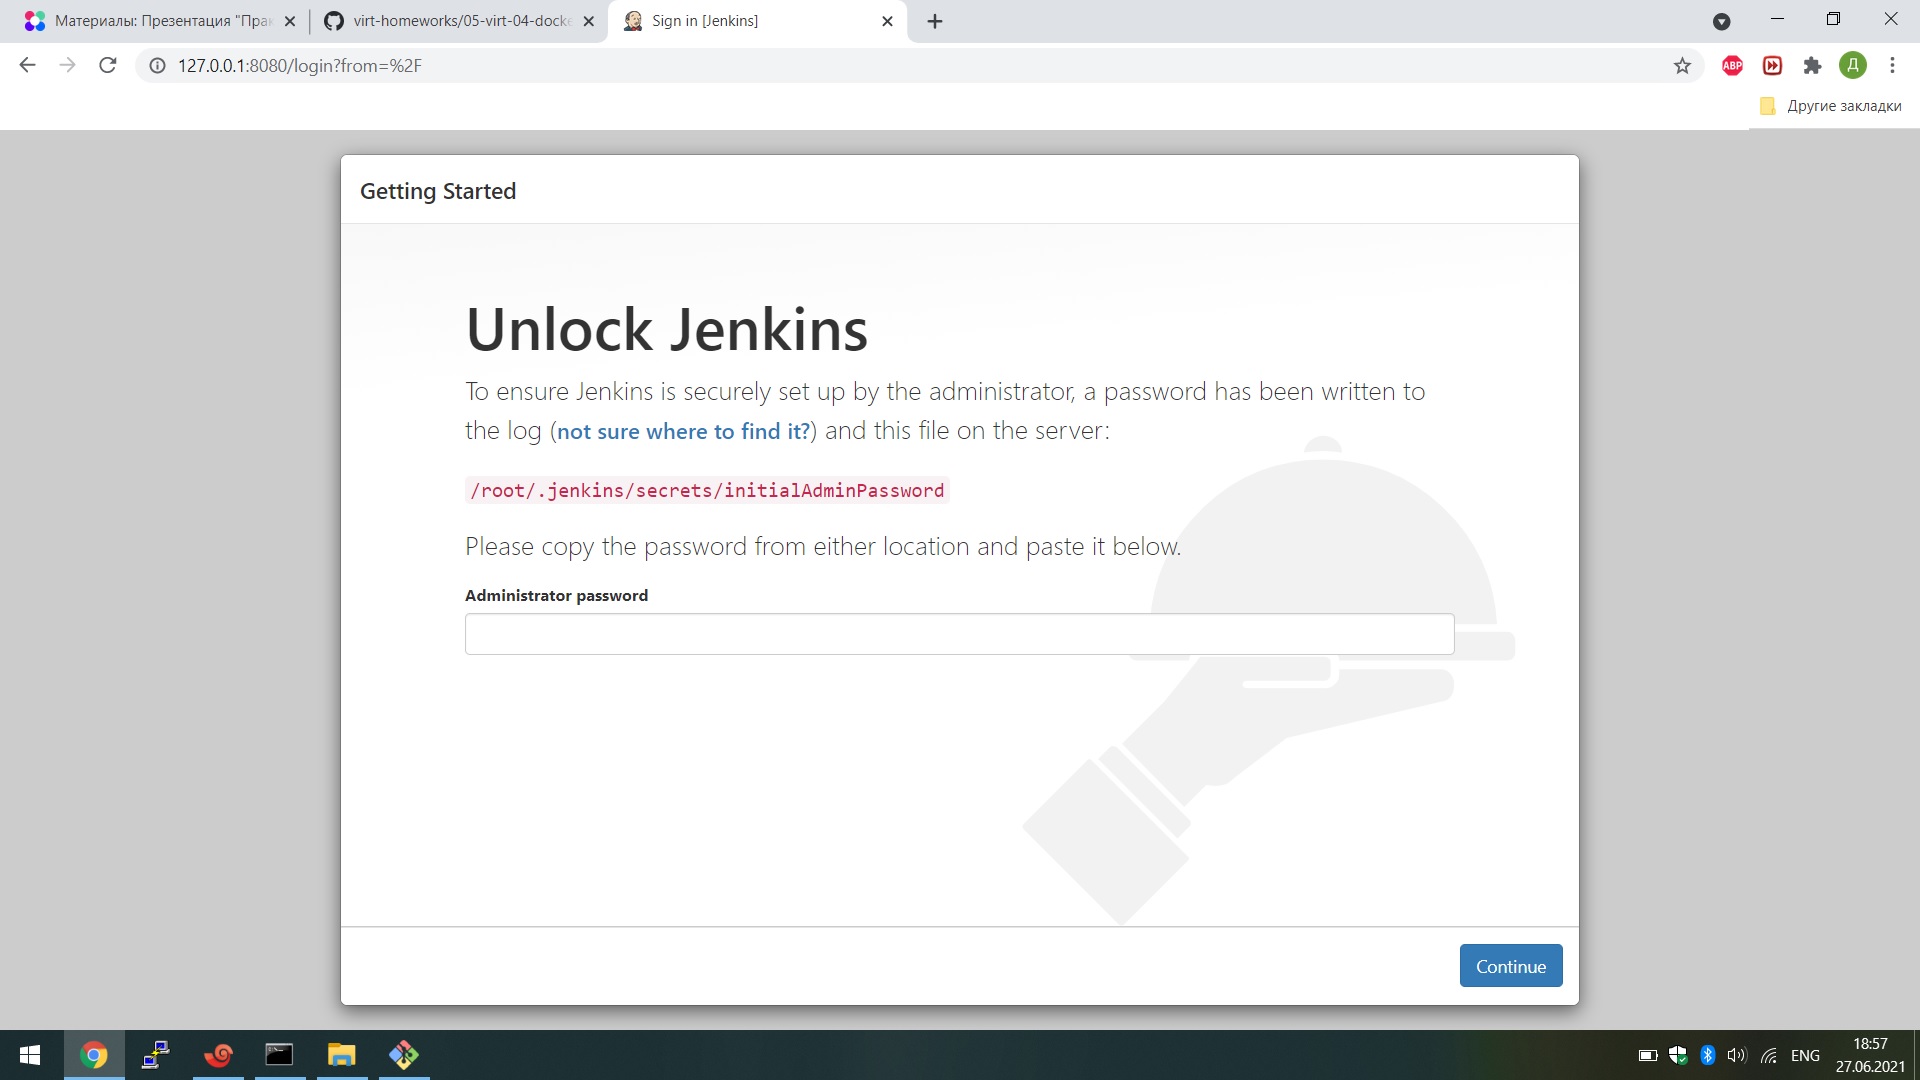 Материалы: Презентация "Прак
virt-homeworks/05-virt-04-docke
Sign in [Jenkins]
127.0.0.1:8080/login?from=%2F
ABP
Д
Другие закладки
Getting Started
Unlock Jenkins
To ensure Jenkins is securely set up by the administrator, a password has been written to
the log (not sure where to find it?) and this file on the server:
/root/.jenkins/secrets/initialAdminPassword
Please copy the password from either location and paste it below.
Administrator password
Continue
ENG
18:57
27.06.2021